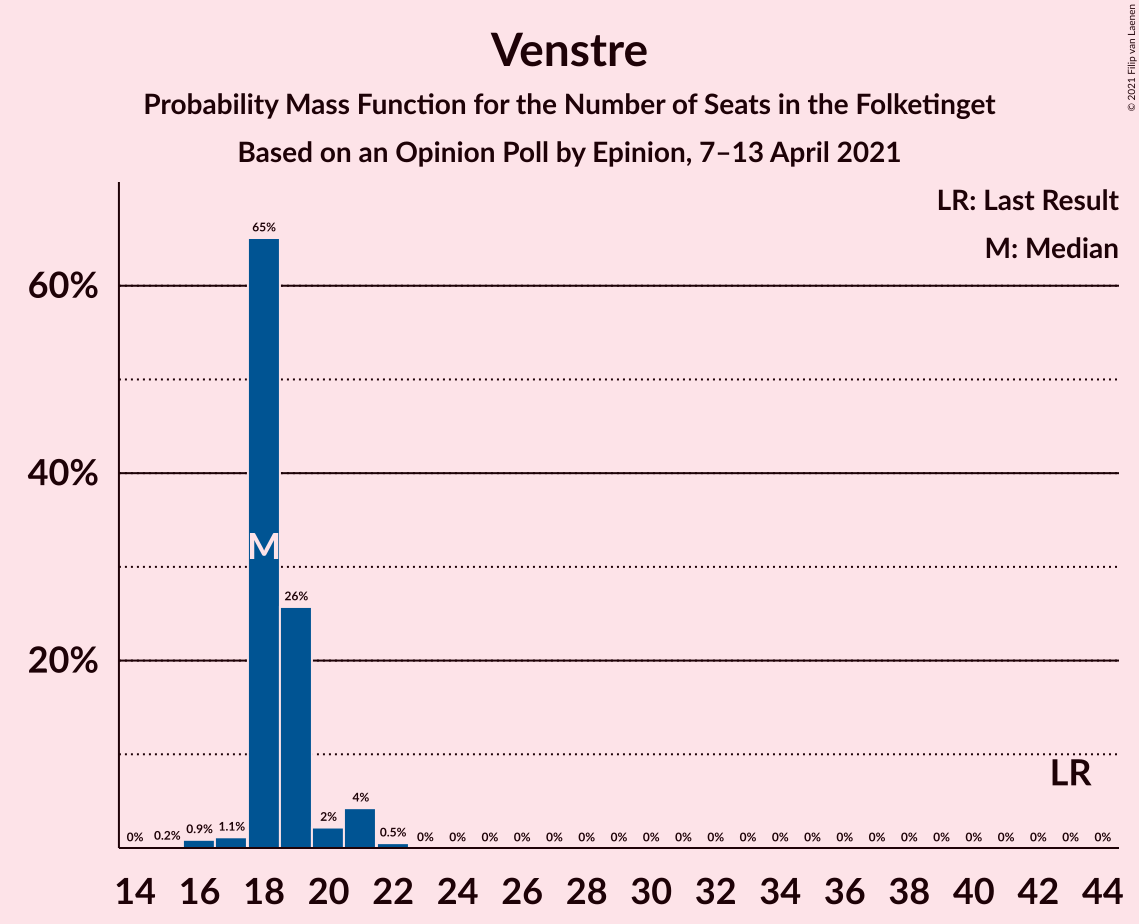 Venstre
Probability Mass Function for the Number of Seats in the Folketinget
Based on an Opinion Poll by Epinion, 7–13 April 2021
© 2021 Filip van Laenen
LR: Last Result
M: Median
60%
40%
20%
0% 0.2% 0.9% 1.1% 65% 26% 2% 4% 0.5% 0% 0% 0% 0% 0% 0% 0% 0% 0% 0% 0% 0% 0% 0% 0% 0% 0% 0% 0% 0% 0% 0%
M
LR
14 16 18 20 22 24 26 28 30 32 34 36 38 40 42 44